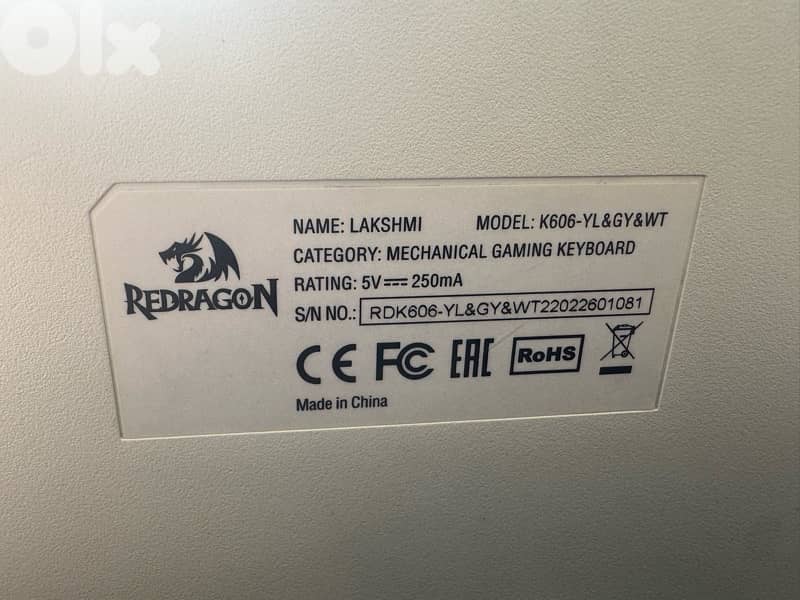 Olx
NAME: LAKSHMI MODEL: K606-YL&GY&WT
CATEGORY: MECHANICAL GAMING KEYBOARD
RATING: 5V⎓250mA
REDRAGON
S/N NO.: RDK606-YL&GY&WT22022601081
CE FC EAC RoHS
Made in China